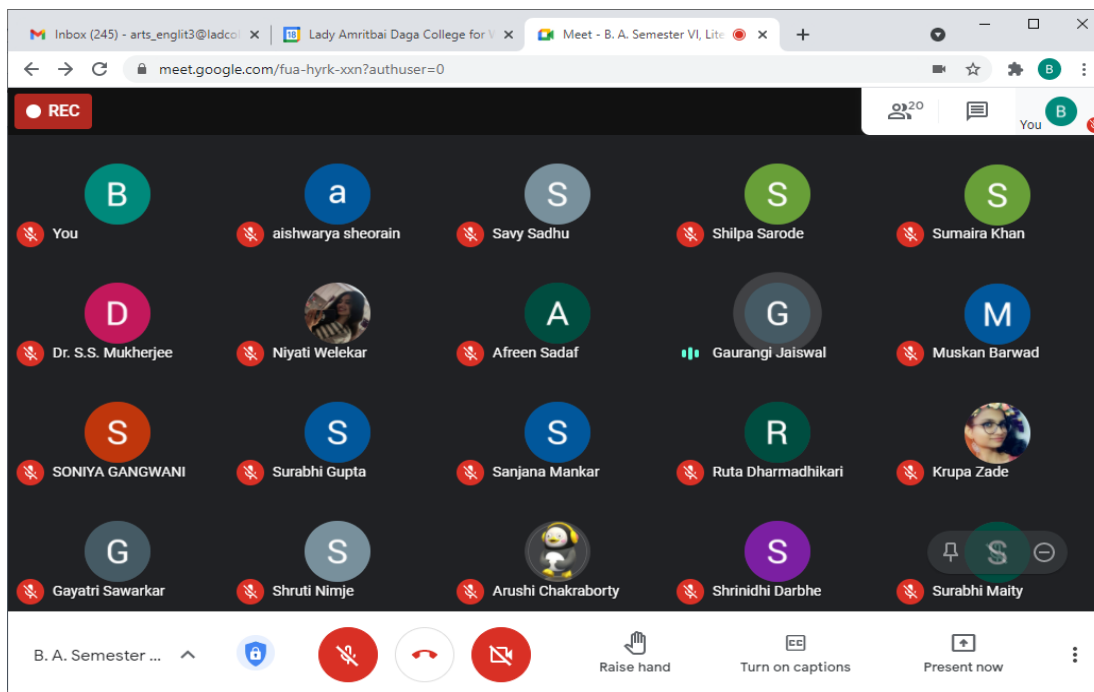 Inbox (245) - arts_englit3@ladcol
18 Lady Amritbai Daga College for W
Meet - B. A. Semester VI, Lite
meet.google.com/fua-hyrk-xxn?authuser=0
B
REC
20
You B
B a S S S
You aishwarya sheorain Savy Sadhu Shilpa Sarode Sumaira Khan
D A G M
Dr. S.S. Mukherjee Niyati Welekar Afreen Sadaf Gaurangi Jaiswal Muskan Barwad
S S S R
SONIYA GANGWANI Surabhi Gupta Sanjana Mankar Ruta Dharmadhikari Krupa Zade
G S S S
Gayatri Sawarkar Shruti Nimje Arushi Chakraborty Shrinidhi Darbhe Surabhi Maity
B. A. Semester ... CC
Raise hand Turn on captions Present now